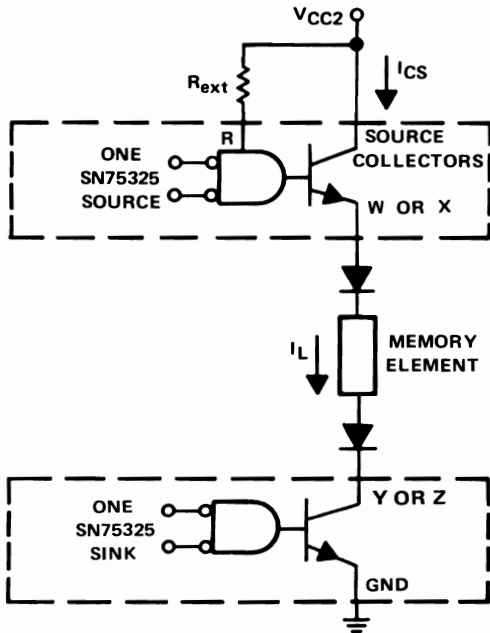 VCC2
ICS
Rext
R
SOURCE
COLLECTORS
ONE
SN75325
SOURCE
W OR X
IL
MEMORY
ELEMENT
Y OR Z
ONE
SN75325
SINK
GND